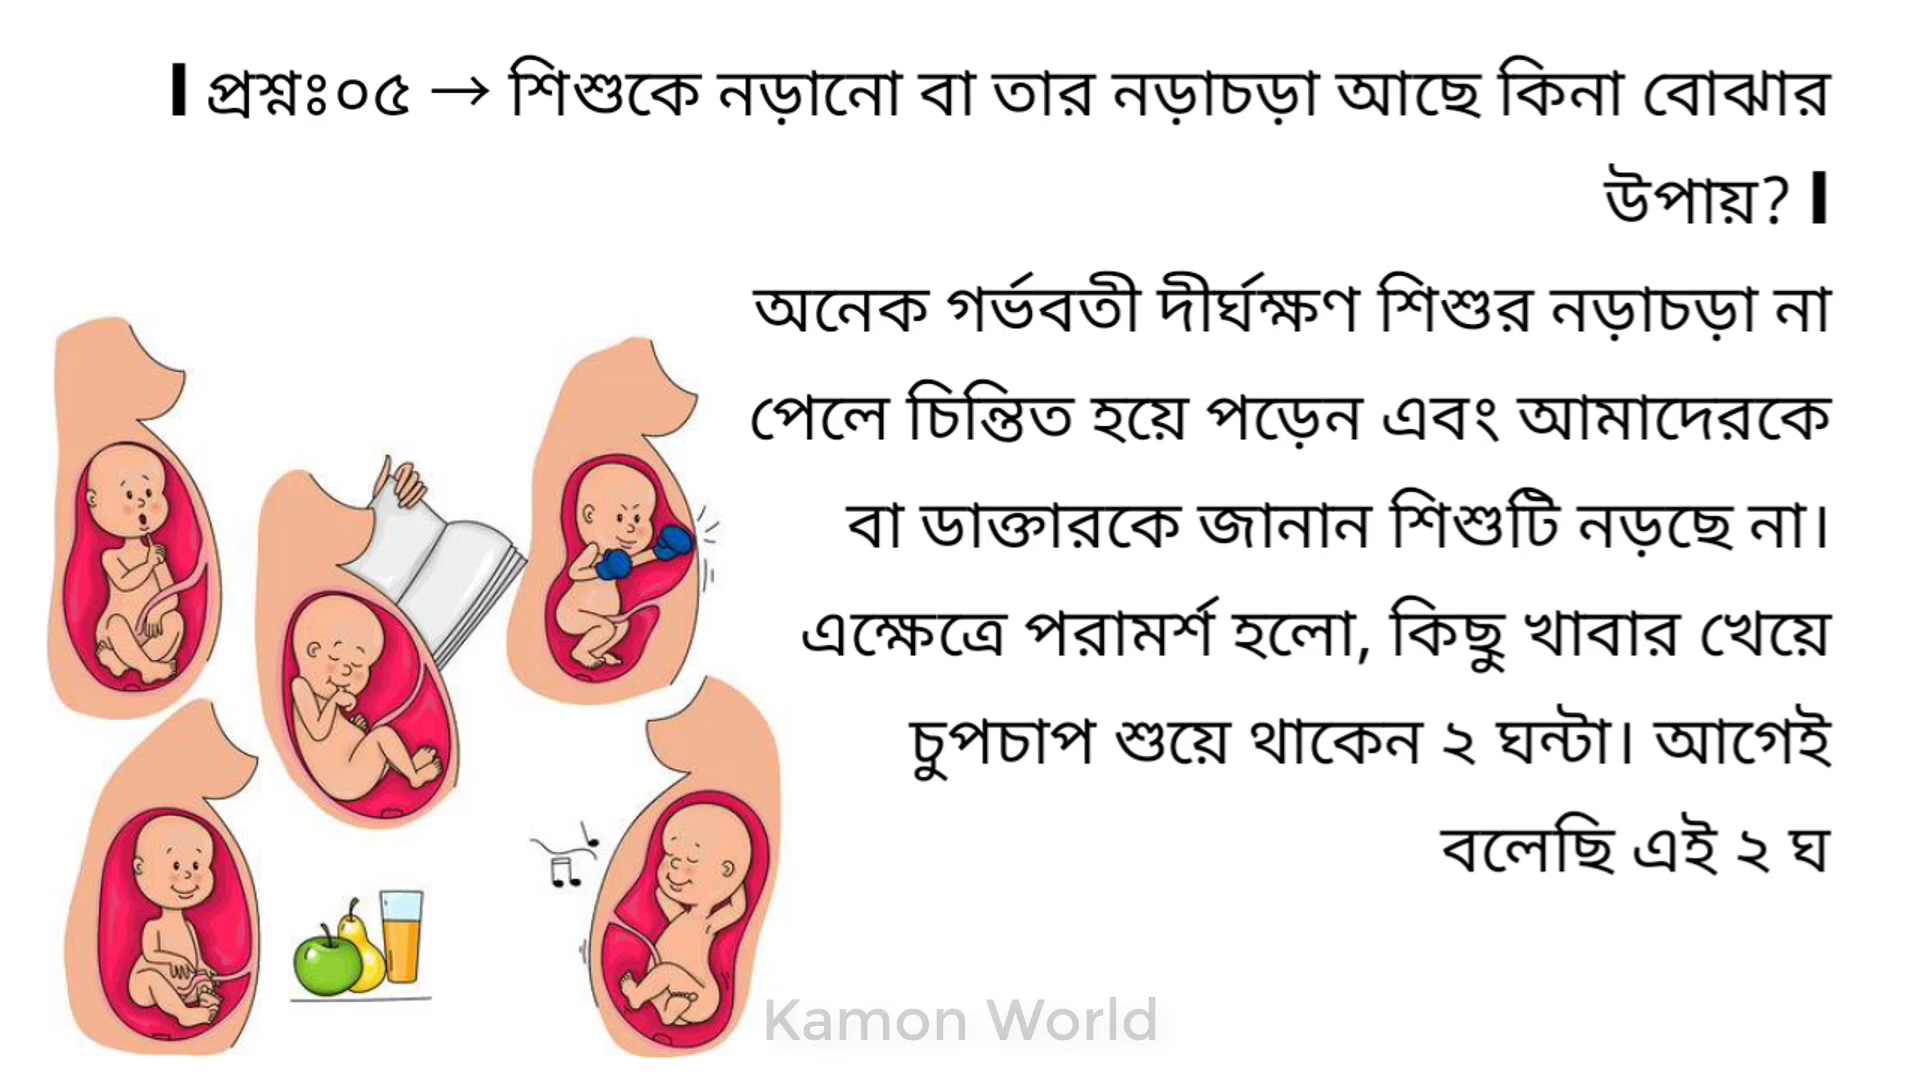 I প্রশ্নঃ০৫ → শিশুকে নড়ানো বা তার নড়াচড়া আছে কিনা বোঝার
উপায়? I
অনেক গর্ভবতী দীর্ঘক্ষণ শিশুর নড়াচড়া না
পেলে চিন্তিত হয়ে পড়েন এবং আমাদেরকে
বা ডাক্তারকে জানান শিশুটি নড়ছে না।
এক্ষেত্রে পরামর্শ হলো, কিছু খাবার খেয়ে
চুপচাপ শুয়ে থাকেন ২ ঘন্টা। আগেই
বলেছি এই ২ ঘ
Kamon World